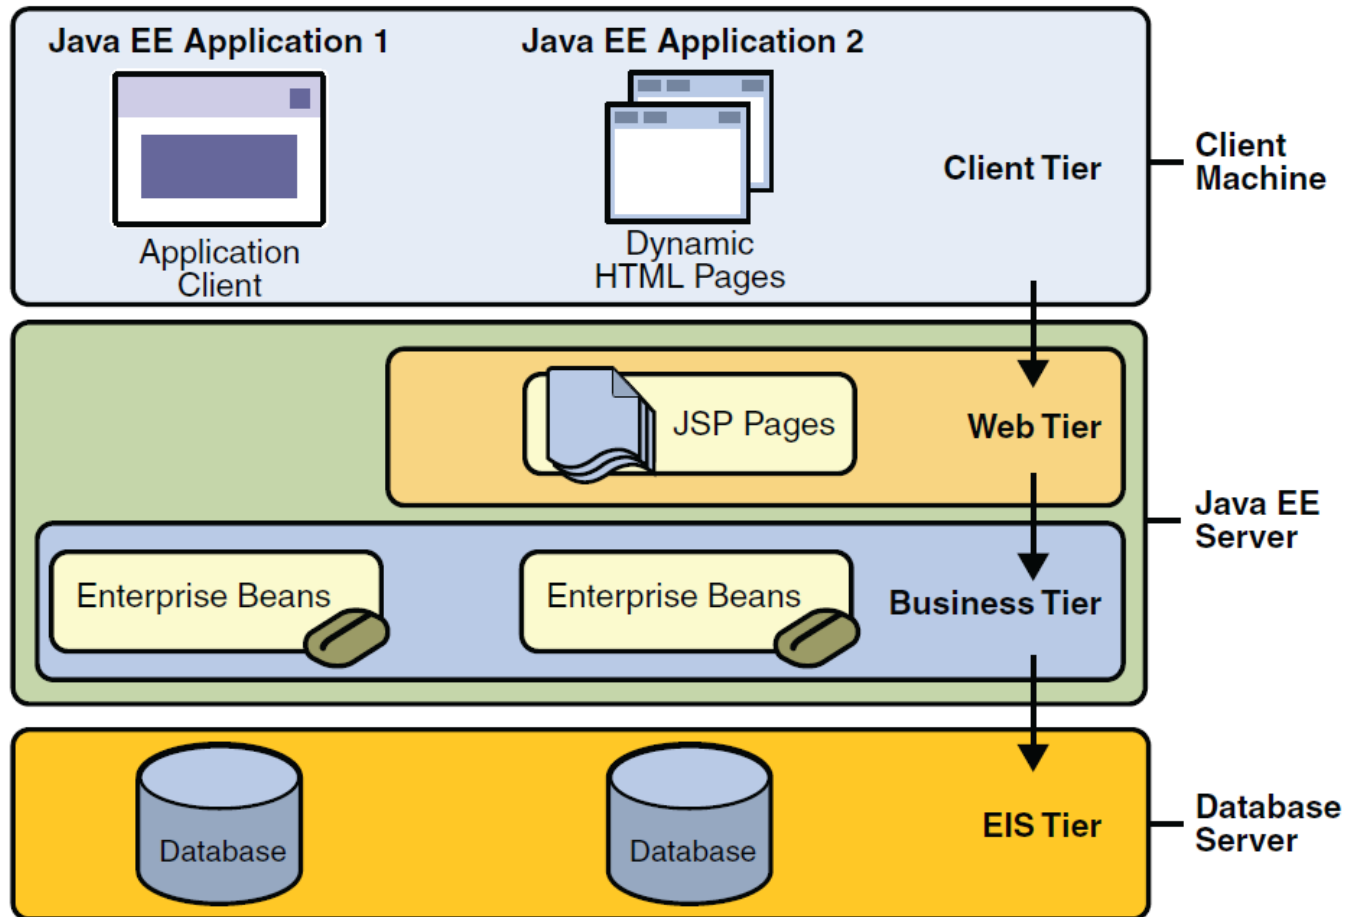 Java EE Application 1
Java EE Application 2
Application
Client
Dynamic
HTML Pages
Client Tier
Client
Machine
JSP Pages
Web Tier
Java EE
Server
Enterprise Beans
Enterprise Beans
Business Tier
Database
Database
EIS Tier
Database
Server